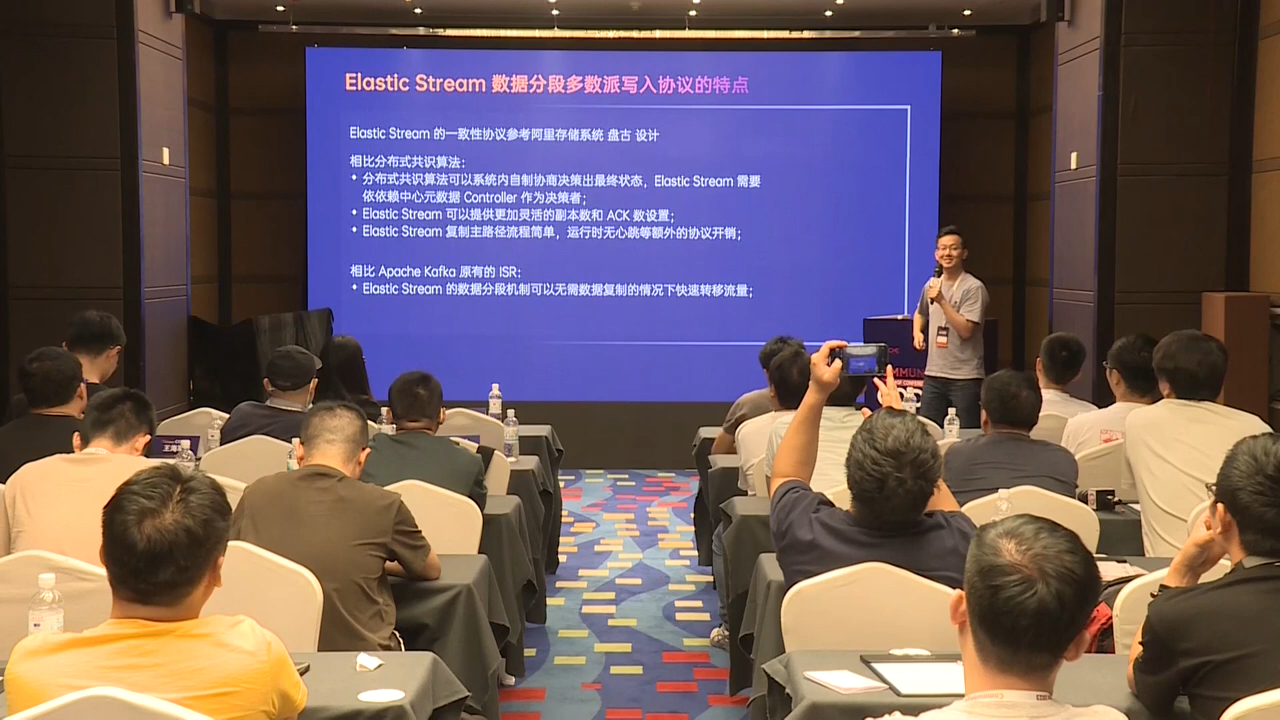 Elastic Stream 数据分段多数派写入协议的特点
Elastic Stream 的一致性协议参考阿里存储系统 盘古 设计
相比分布式共识算法：
• 分布式共识算法可以系统内自制协商决策出最终状态，Elastic Stream 需要
依依赖中心元数据 Controller 作为决策者；
• Elastic Stream 可以提供更加灵活的副本数和 ACK 数设置；
• Elastic Stream 复制主路径流程简单，运行时无心跳等额外的协议开销；
相比 Apache Kafka 原有的 ISR：
• Elastic Stream 的数据分段机制可以无需数据复制的情况下快速转移流量；